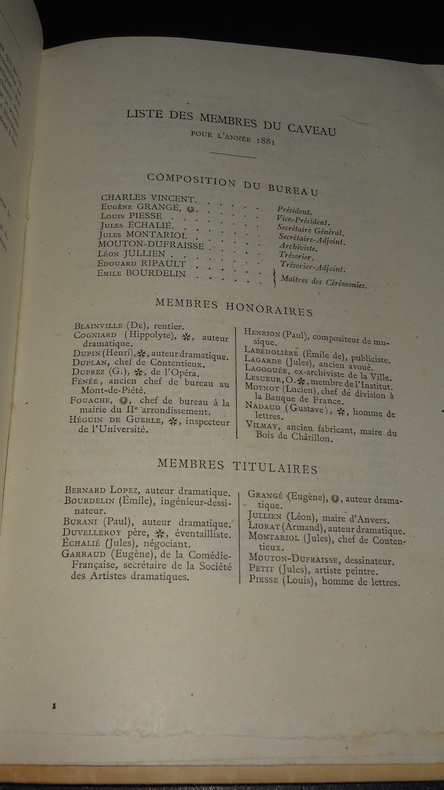 LISTE DES MEMBRES DU CAVEAU
POUR L'ANNÉE 1881
COMPOSITION DU BUREAU
CHARLES VINCENT. . . . . . Président.
EUGÈNE GRANGÉ, . . . . . . Vice-Président.
LOUIS PIESSE . . . . . . Secrétaire Général.
JULES ÉCHALIÉ. . . . . . Secrétaire-Adjoint.
JULES MONTARIOL . . . . . Archiviste.
MOUTON-DUFRAISSE . . . . . Trésorier.
LÉON JULLIEN . . . . . . Trésorier-Adjoint.
ÉDOUARD RIPAULT . . . . . } Maîtres des Cérémonies.
ÉMILE BOURDELIN . . . . .
MEMBRES HONORAIRES
BLAINVILLE (De), rentier.
COGNIARD (Hippolyte), ✻, auteur
dramatique.
DUPIN (Henri), ✻, auteur dramatique.
DUPLAN, chef de Contentieux.
DUPREZ (G.), ✻, de l'Opéra.
FÉNÉE, ancien chef de bureau au
Mont-de-Piété.
FOUACHE, chef de bureau à la
mairie du IIe arrondissement.
HÉGUIN DE GUERLE, ✻, inspecteur
de l'Université.
HENRION (Paul), compositeur de mu-
sique.
LABÉDOLIÈRE (Émile de), publiciste.
LAGARDE (Jules), ancien avoué.
LAGOGUÉE, ex-archiviste de la Ville.
LESUEUR, O. ✻, membre de l'Institut.
MOYNOT (Lucien), chef de division à
la Banque de France.
NADAUD (Gustave), ✻, homme de
lettres.
VILMAY, ancien fabricant, maire du
Bois de Châtillon.
MEMBRES TITULAIRES
BERNARD LOPEZ, auteur dramatique.
BOURDELIN (Émile), ingénieur-dessi-
nateur.
BURANI (Paul), auteur dramatique.
DUVELLEROY père, ✻, éventailliste.
ÉCHALIÉ (Jules), négociant.
GARRAUD (Eugène), de la Comédie-
Française, secrétaire de la Société
des Artistes dramatiques.
GRANGÉ (Eugène), auteur drama-
tique.
JULLIEN (Léon), maire d'Anvers.
LIORAT (Armand), auteur dramatique.
MONTARIOL (Jules), chef de Conten-
tieux.
MOUTON-DUFRAISSE, dessinateur.
PETIT (Jules), artiste peintre.
PIESSE (Louis), homme de lettres.